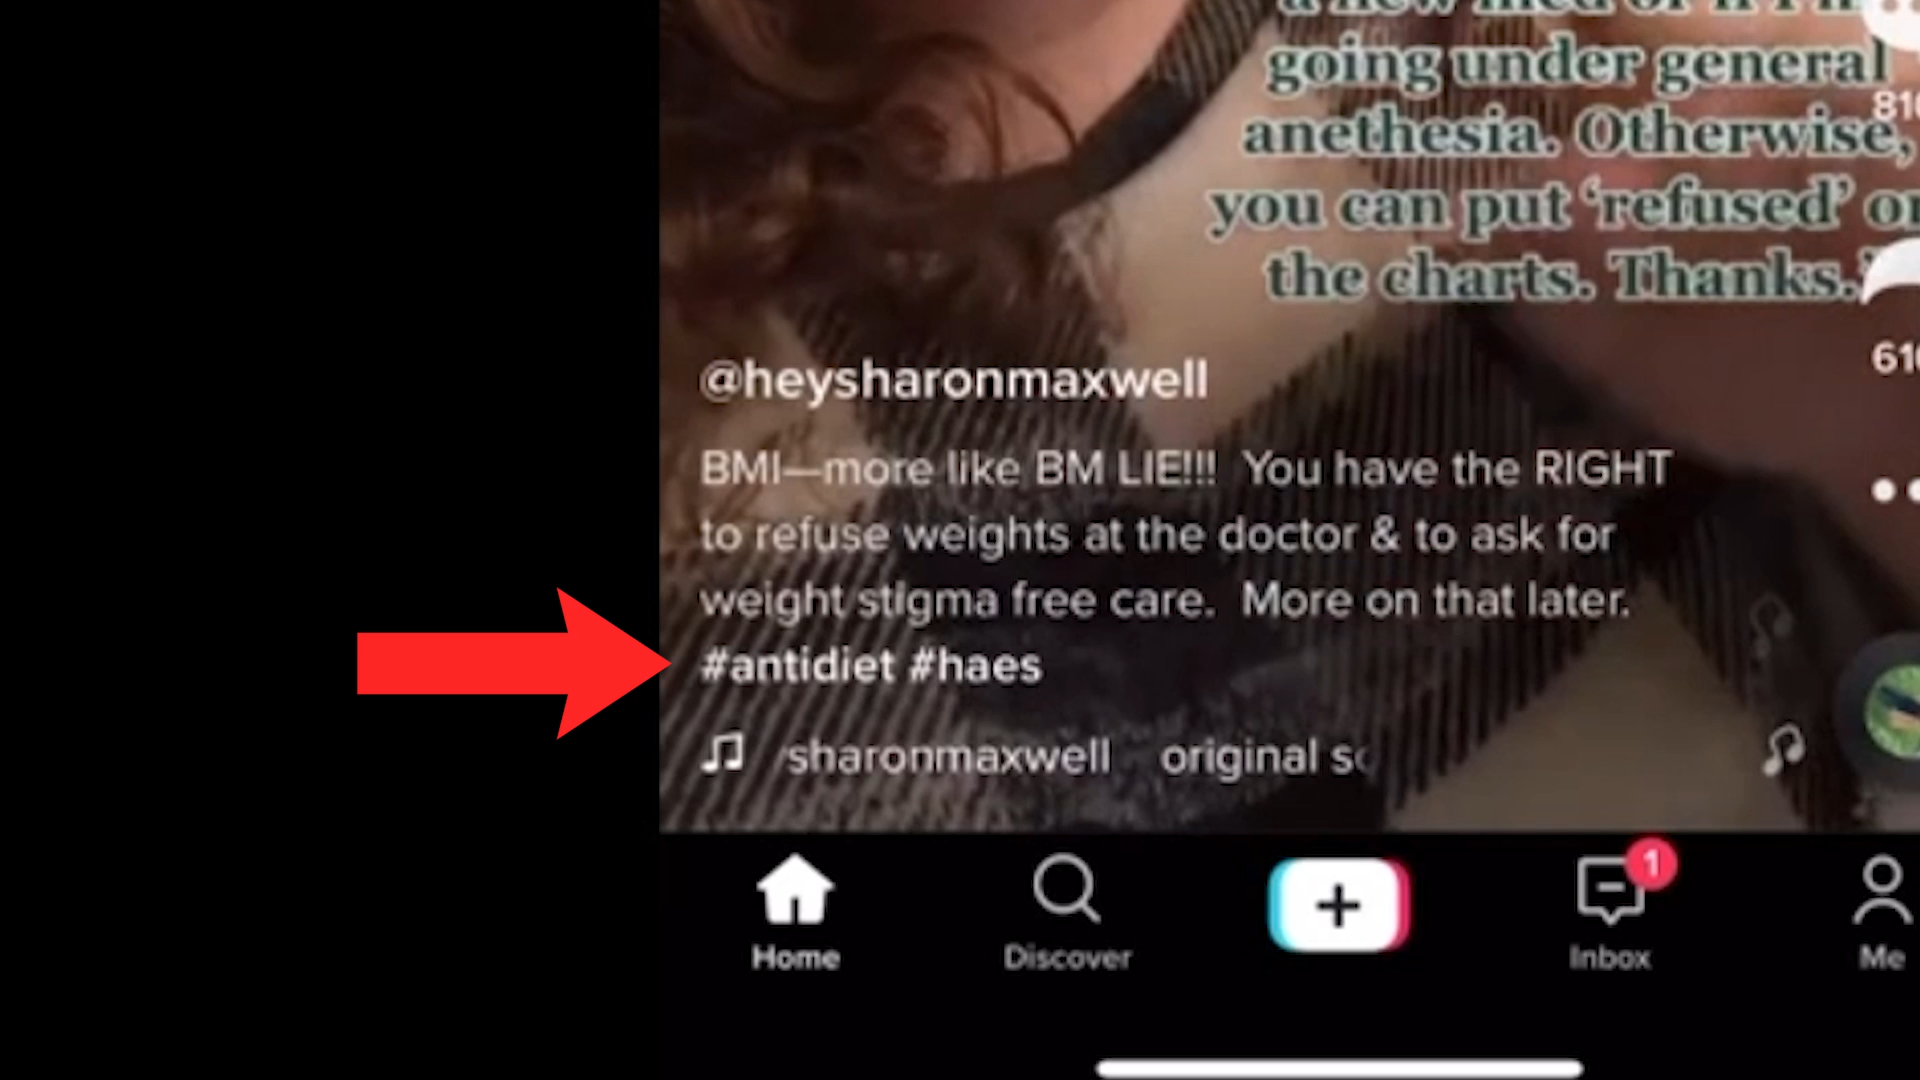 going under general
anethesia. Otherwise,
you can put 'refused' on
the charts. Thanks.
@heysharonmaxwell
BMI—more like BM LIE!!! You have the RIGHT
to refuse weights at the doctor & to ask for
weight stigma free care. More on that later.
#antidiet #haes
sharonmaxwell original
1
Home Discover Inbox Me